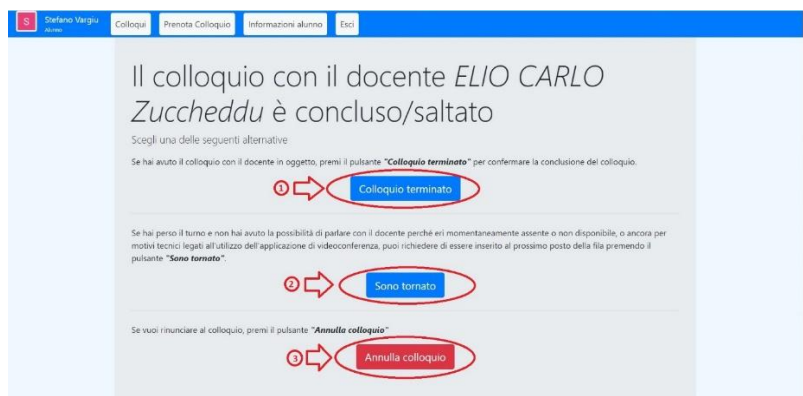 S
Stefano Vargiu
Alunno
Colloqui
Prenota Colloquio
Informazioni alunno
Esci
Il colloquio con il docente ELIO CARLO
Zuccheddu è concluso/saltato
Scegli una delle seguenti alternative
Se hai avuto il colloquio con il docente in oggetto, premi il pulsante "Colloquio terminato" per confermare la conclusione del colloquio.
1
Colloquio terminato
Se hai perso il turno e non hai avuto la possibilità di parlare con il docente perché eri momentaneamente assente o non disponibile, o ancora per
motivi tecnici legati all'utilizzo dell'applicazione di videoconferenza, puoi richiedere di essere inserito al prossimo posto della fila premendo il
pulsante "Sono tornato".
2
Sono tornato
Se vuoi rinunciare al colloquio, premi il pulsante "Annulla colloquio"
3
Annulla colloquio